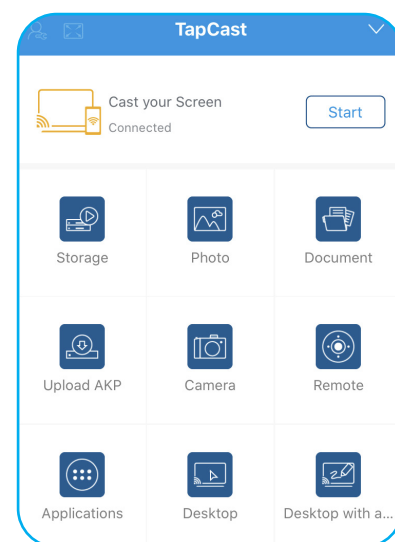 TapCast
Cast your Screen
Connected
Start
Storage
Photo
Document
Upload AKP
Camera
Remote
Applications
Desktop
Desktop with a...